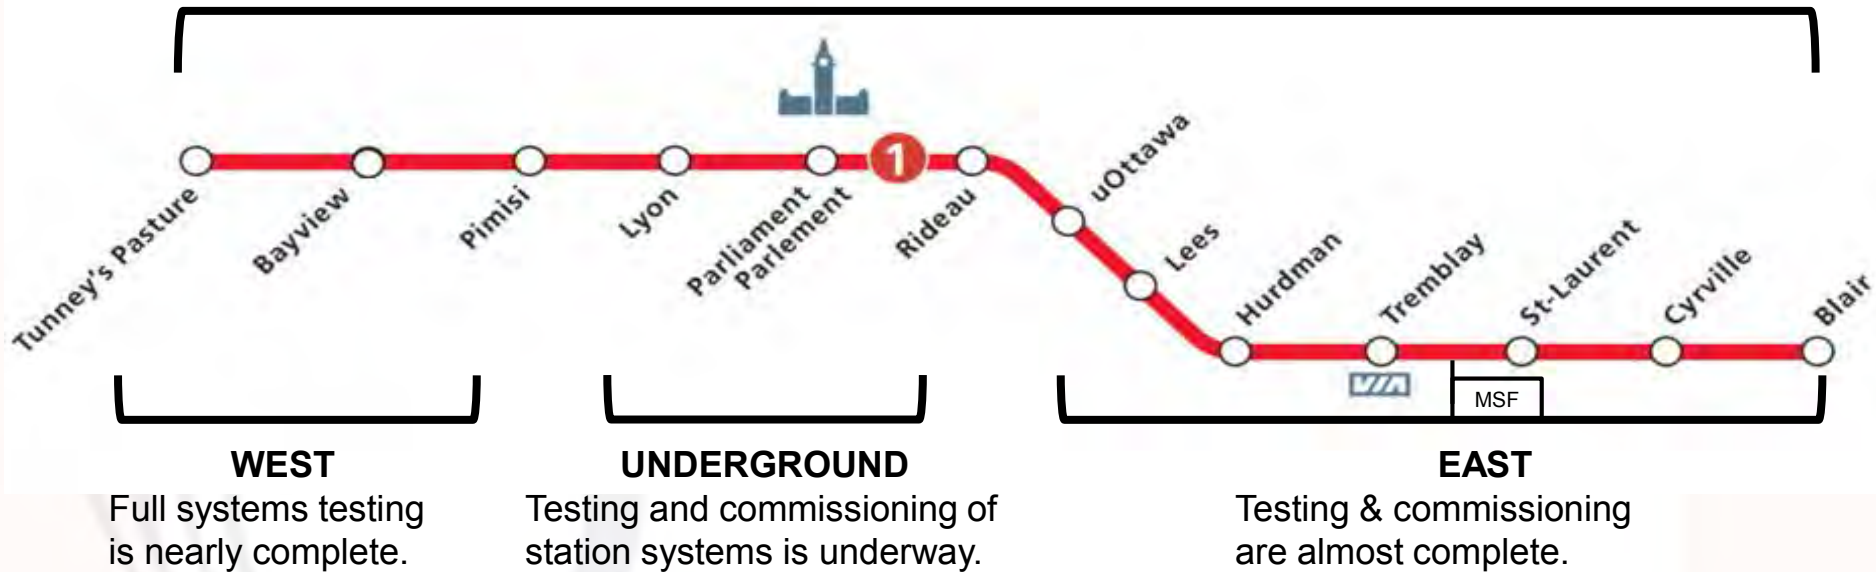 1
uOttawa
Tunney's Pasture
Bayview
Pimisi
Lyon
Parliament
Parlement
Rideau
Lees
Hurdman
Tremblay
St-Laurent
Cyrville
Blair
VIA
MSF
WEST
Full systems testing
is nearly complete.
UNDERGROUND
Testing and commissioning of
station systems is underway.
EAST
Testing & commissioning
are almost complete.